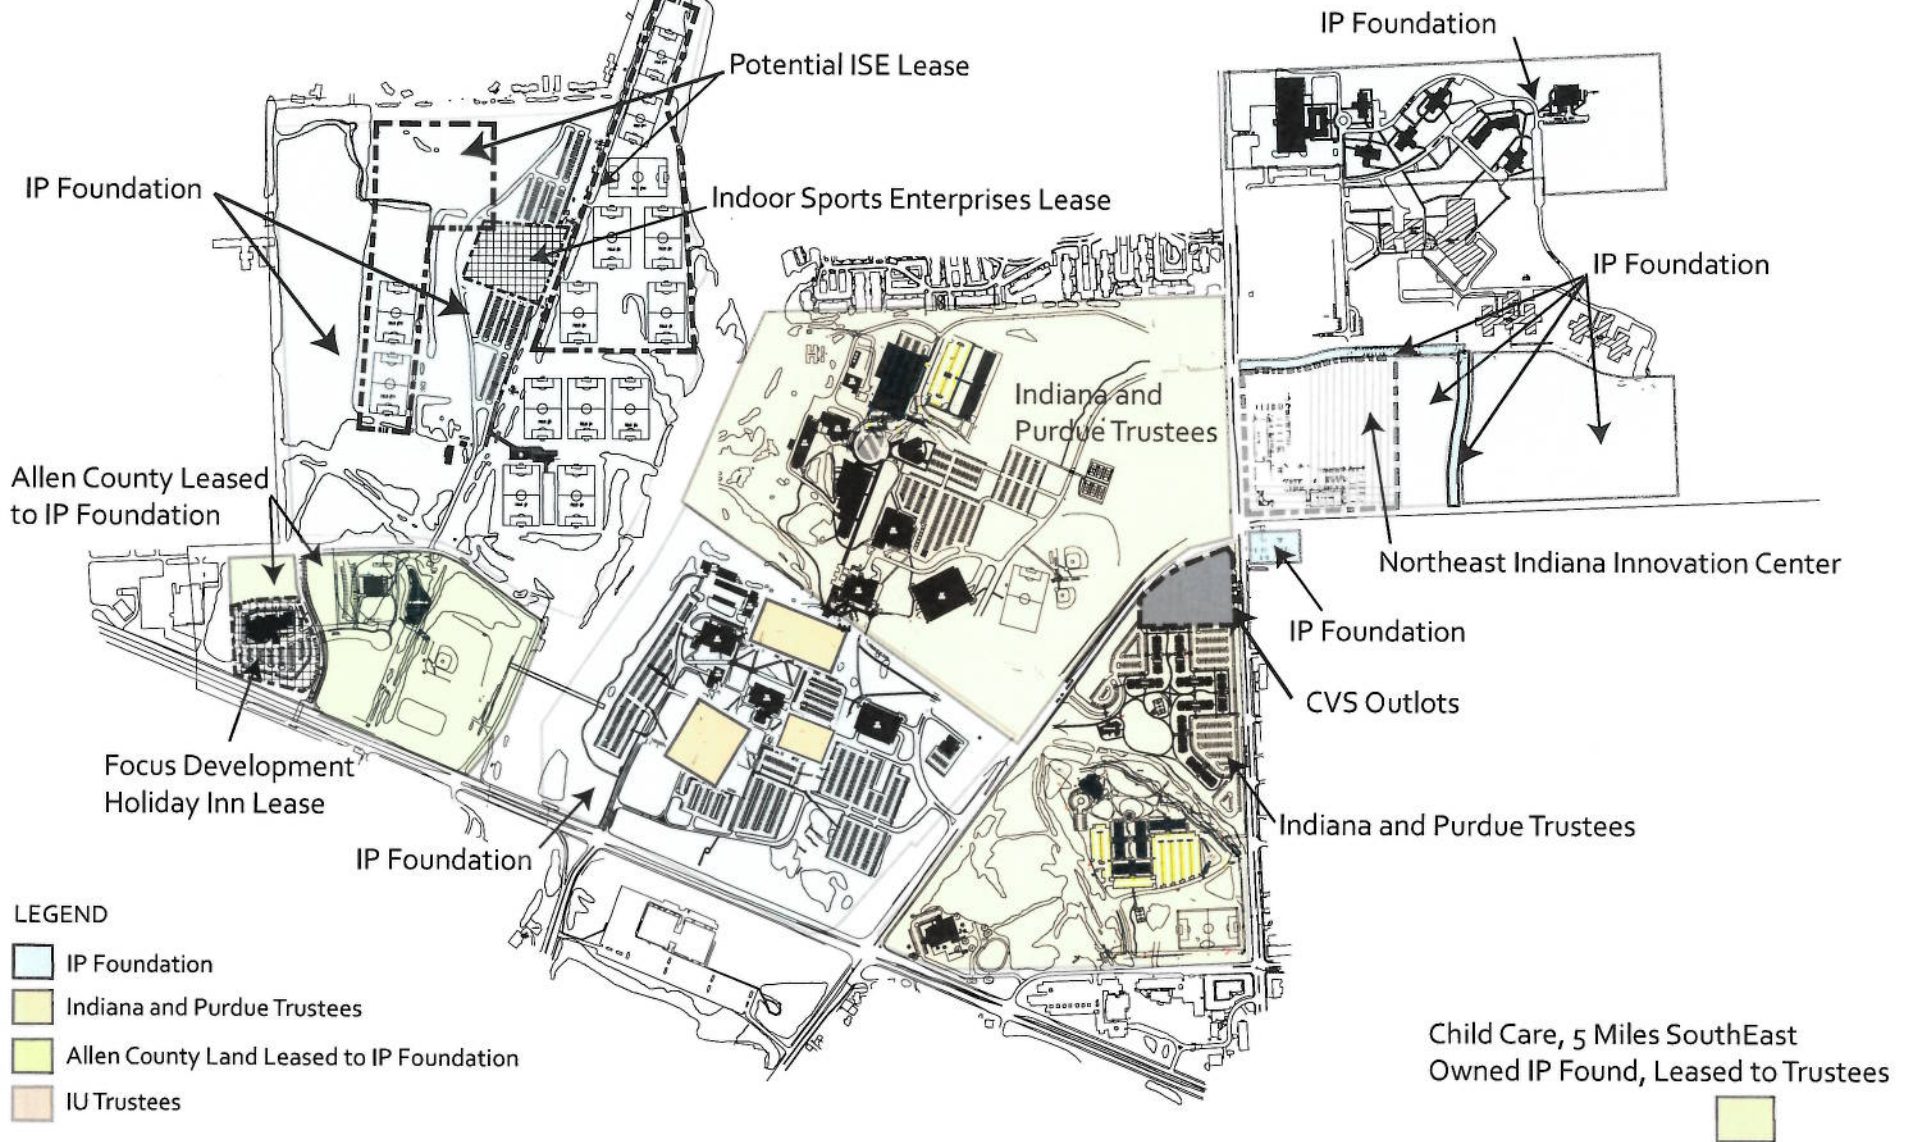 IP Foundation
Potential ISE Lease
IP Foundation
Indoor Sports Enterprises Lease
IP Foundation
Indiana and
Purdue Trustees
Allen County Leased
to IP Foundation
Northeast Indiana Innovation Center
IP Foundation
CVS Outlots
Focus Development
Holiday Inn Lease
Indiana and Purdue Trustees
IP Foundation
LEGEND
IP Foundation
Indiana and Purdue Trustees
Allen County Land Leased to IP Foundation
IU Trustees
Child Care, 5 Miles SouthEast
Owned IP Found, Leased to Trustees